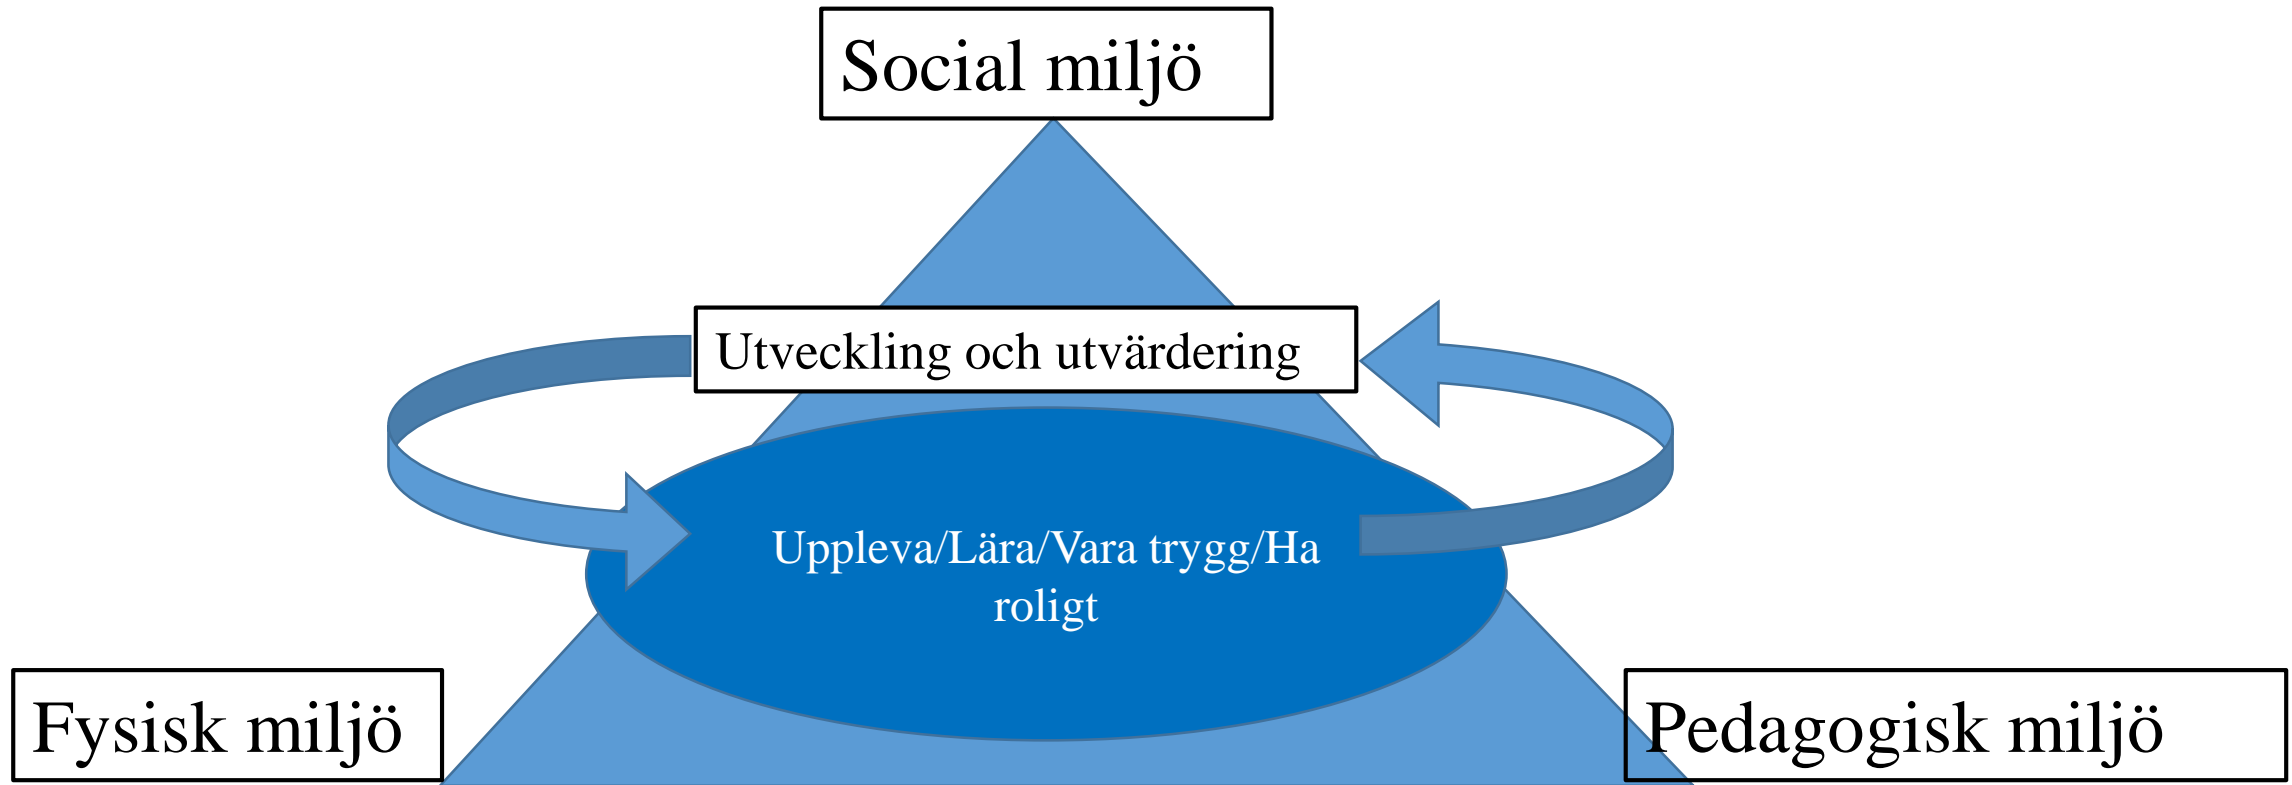 Social miljö
Utveckling och utvärdering
Uppleva/Lära/Vara trygg/Ha
roligt
Fysisk miljö
Pedagogisk miljö